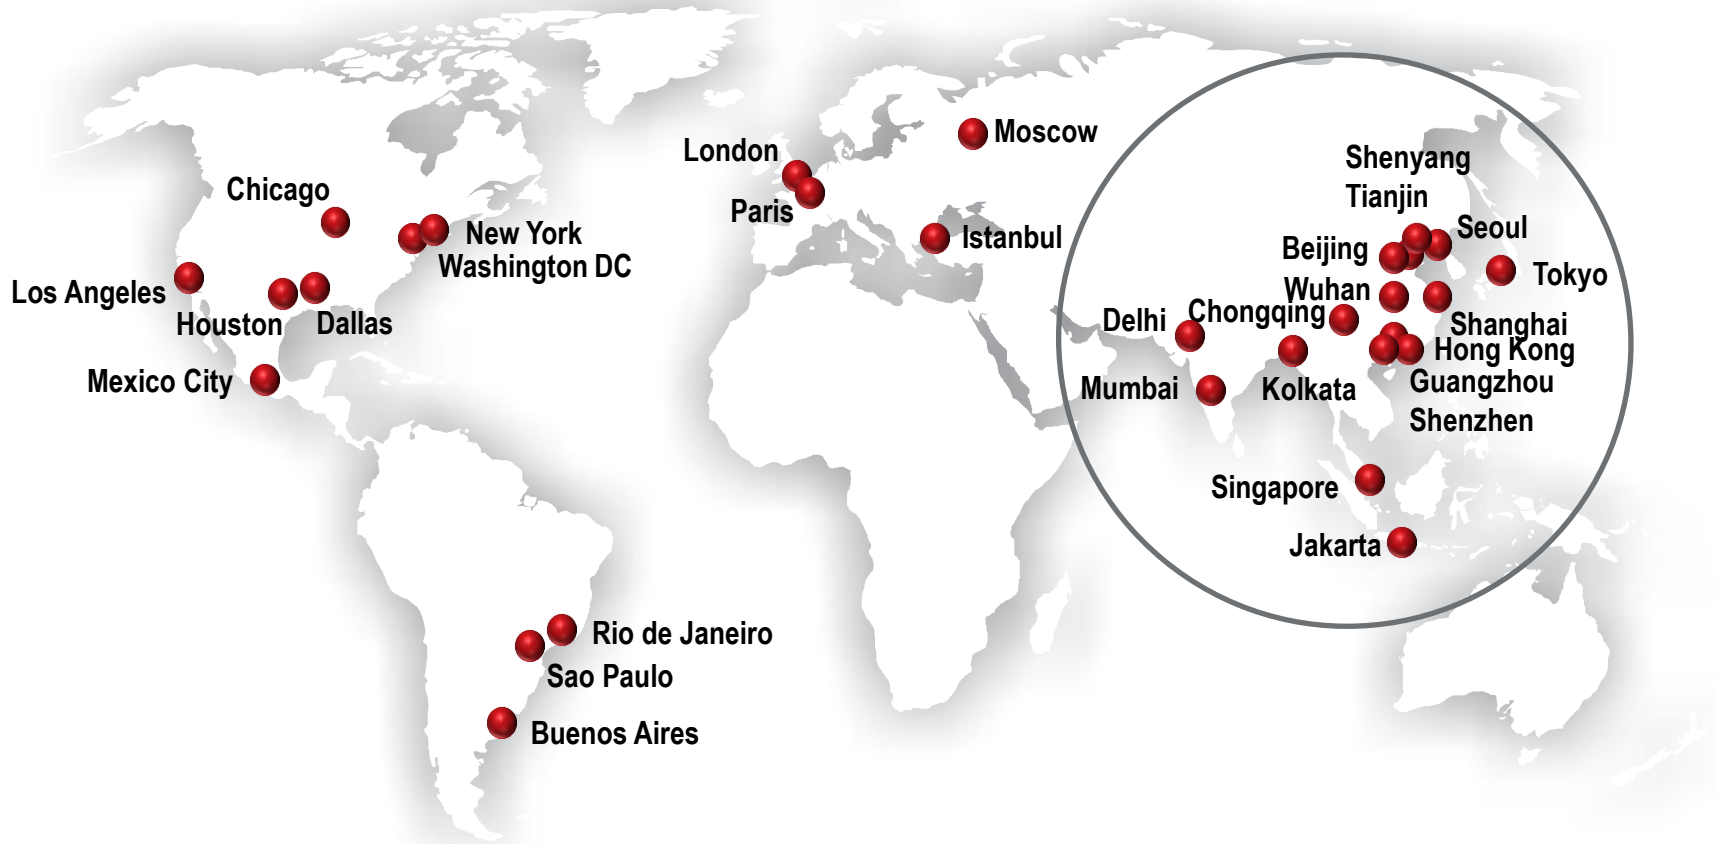 Moscow
London
Shenyang
Chicago
Tianjin
Paris
New York
Seoul
Istanbul
Beijing
Washington DC
Tokyo
Los Angeles
Wuhan
Chongqing
Delhi
Houston
Dallas
Shanghai
Hong Kong
Mexico City
Guangzhou
Mumbai
Kolkata
Shenzhen
Singapore
Jakarta
Rio de Janeiro
Sao Paulo
Buenos Aires